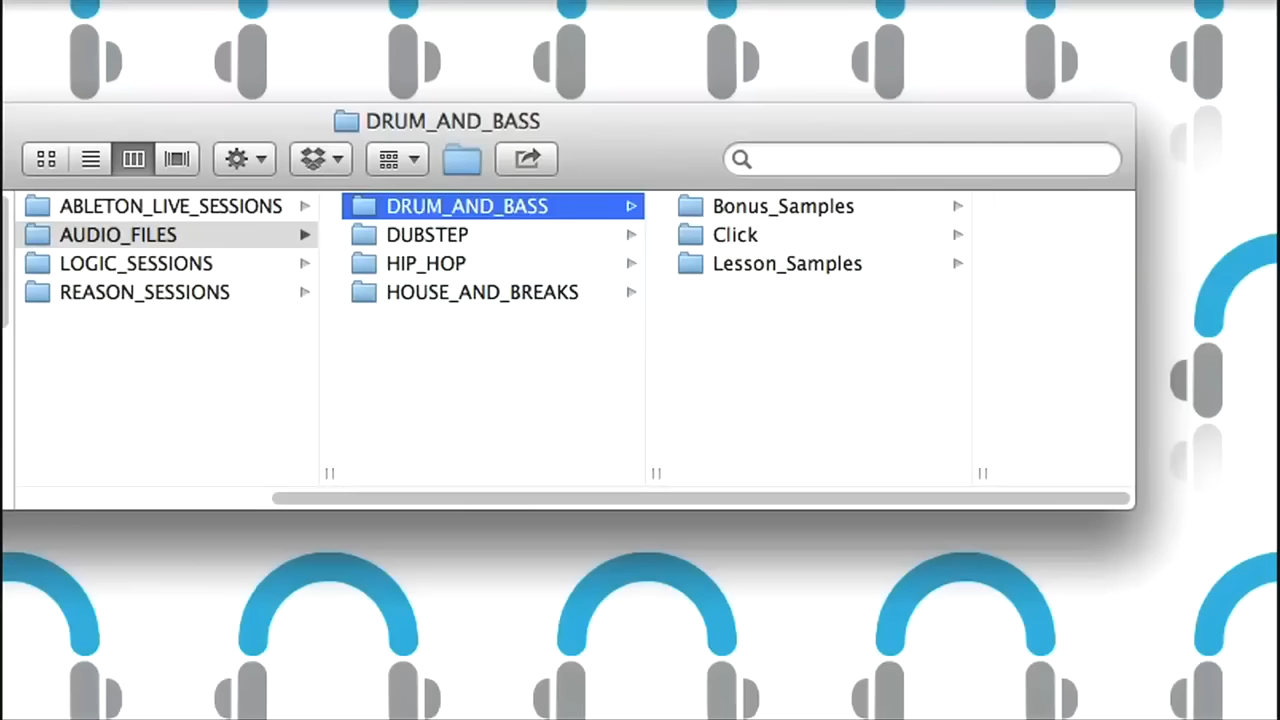 DRUM_AND_BASS
ABLETON_LIVE_SESSIONS
AUDIO_FILES
LOGIC_SESSIONS
REASON_SESSIONS
DRUM_AND_BASS
DUBSTEP
HIP_HOP
HOUSE_AND_BREAKS
Bonus_Samples
Click
Lesson_Samples